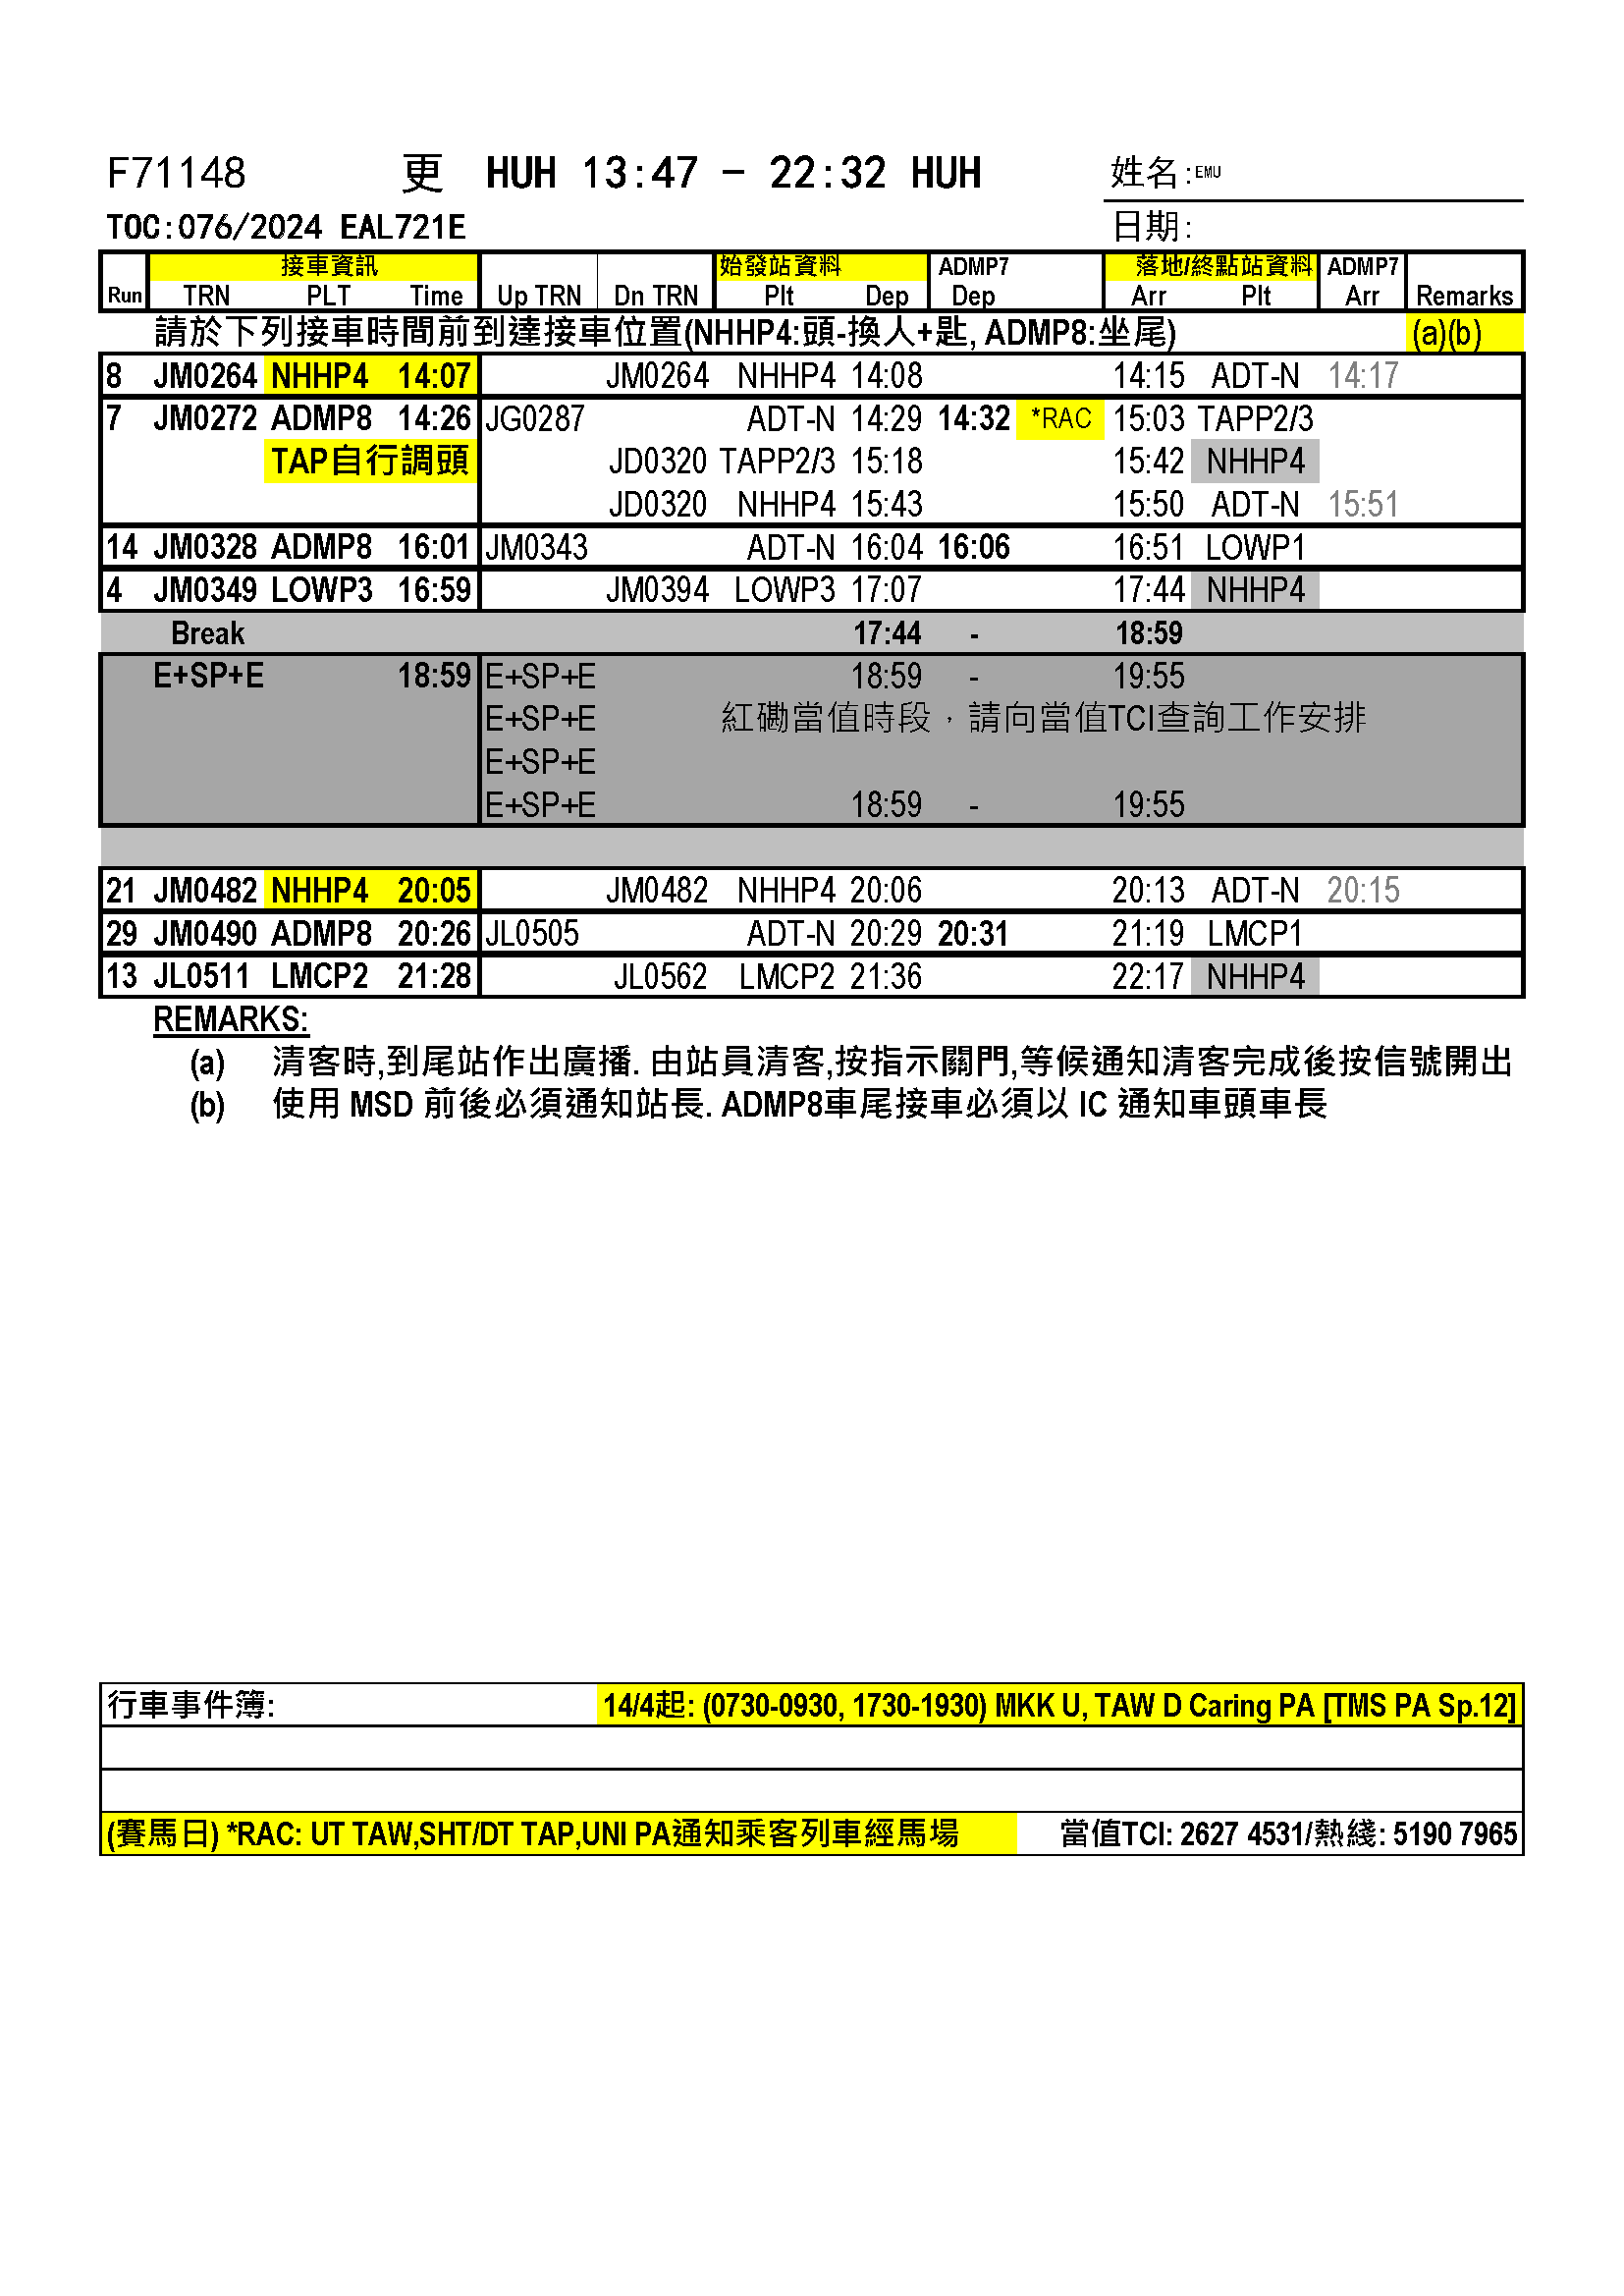 F71148 更 HUH 13:47 - 22:32 HUH 姓名:EMU
TOC:076/2024 EAL721E 日期:
接車資訊 始發站資料 ADMP7 落地/終點站資料 ADMP7
Run TRN PLT Time Up TRN Dn TRN Plt Dep Dep Arr Plt Arr Remarks
請於下列接車時間前到達接車位置(NHHP4:頭-換人+匙, ADMP8:坐尾) (a)(b)
8 JM0264 NHHP4 14:07 JM0264 NHHP4 14:08 14:15 ADT-N 14:17
7 JM0272 ADMP8 14:26 JG0287 ADT-N 14:29 14:32 *RAC 15:03 TAPP2/3
TAP自行調頭 JD0320 TAPP2/3 15:18 15:42 NHHP4
JD0320 NHHP4 15:43 15:50 ADT-N 15:51
14 JM0328 ADMP8 16:01 JM0343 ADT-N 16:04 16:06 16:51 LOWP1
4 JM0349 LOWP3 16:59 JM0394 LOWP3 17:07 17:44 NHHP4
Break 17:44 - 18:59
E+SP+E 18:59 E+SP+E 18:59 - 19:55
E+SP+E 紅磡當值時段，請向當值TCI查詢工作安排
E+SP+E
E+SP+E 18:59 - 19:55
21 JM0482 NHHP4 20:05 JM0482 NHHP4 20:06 20:13 ADT-N 20:15
29 JM0490 ADMP8 20:26 JL0505 ADT-N 20:29 20:31 21:19 LMCP1
13 JL0511 LMCP2 21:28 JL0562 LMCP2 21:36 22:17 NHHP4
REMARKS:
(a) 清客時,到尾站作出廣播. 由站員清客,按指示關門,等候通知清客完成後按信號開出
(b) 使用 MSD 前後必須通知站長. ADMP8車尾接車必須以 IC 通知車頭車長
行車事件簿: 14/4起: (0730-0930, 1730-1930) MKK U, TAW D Caring PA [TMS PA Sp.12]
(賽馬日) *RAC: UT TAW,SHT/DT TAP,UNI PA通知乘客列車經馬場 當值TCI: 2627 4531/熱綫: 5190 7965